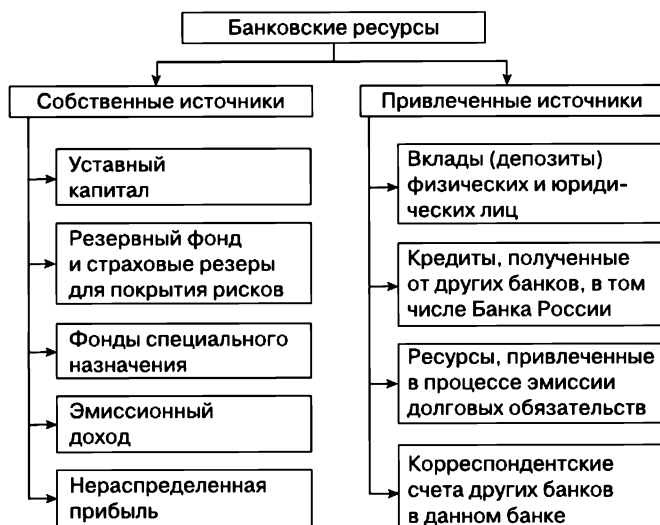 Банковские ресурсы
Собственные источники
Уставный
капитал
Резервный фонд
и страховые резеры
для покрытия рисков
Фонды специального
назначения
Эмиссионный
доход
Нераспределенная
прибыль
Привлеченные источники
Вклады (депозиты)
физических и юриди-
ческих лиц
Кредиты, полученные
от других банков, в том
числе Банка России
Ресурсы, привлеченные
в процессе эмиссии
долговых обязательств
Корреспондентские
счета других банков
в данном банке